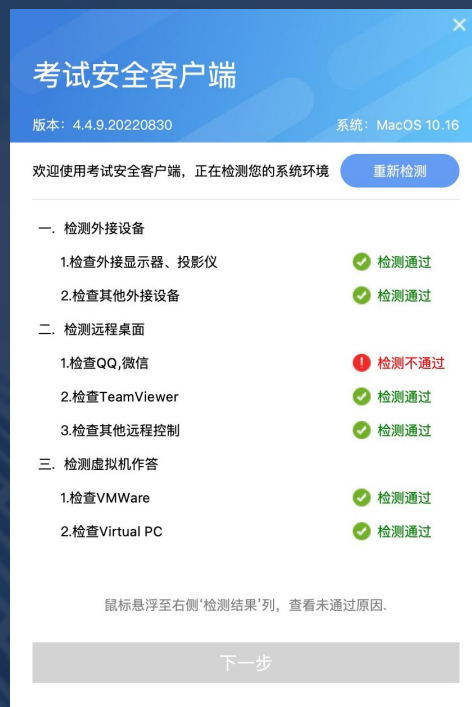 考试安全客户端
版本：4.4.9.20220830 系统：MacOS 10.16
欢迎使用考试安全客户端，正在检测您的系统环境 重新检测
一. 检测外接设备
1.检查外接显示器、投影仪 检测通过
2.检查其他外接设备 检测通过
二. 检测远程桌面
1.检查QQ,微信 检测不通过
2.检查TeamViewer 检测通过
3.检查其他远程控制 检测通过
三. 检测虚拟机作答
1.检查VMWare 检测通过
2.检查Virtual PC 检测通过
鼠标悬浮至右侧‘检测结果’列，查看未通过原因.
下一步